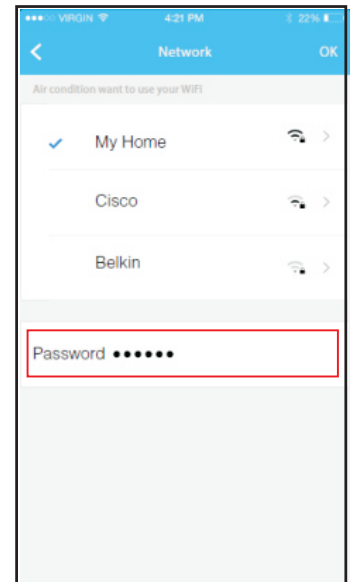 VIRGIN 4:21 PM 22%
Network OK
Air condition want to use your WiFi
My Home
Cisco
Belkin
Password ••••••